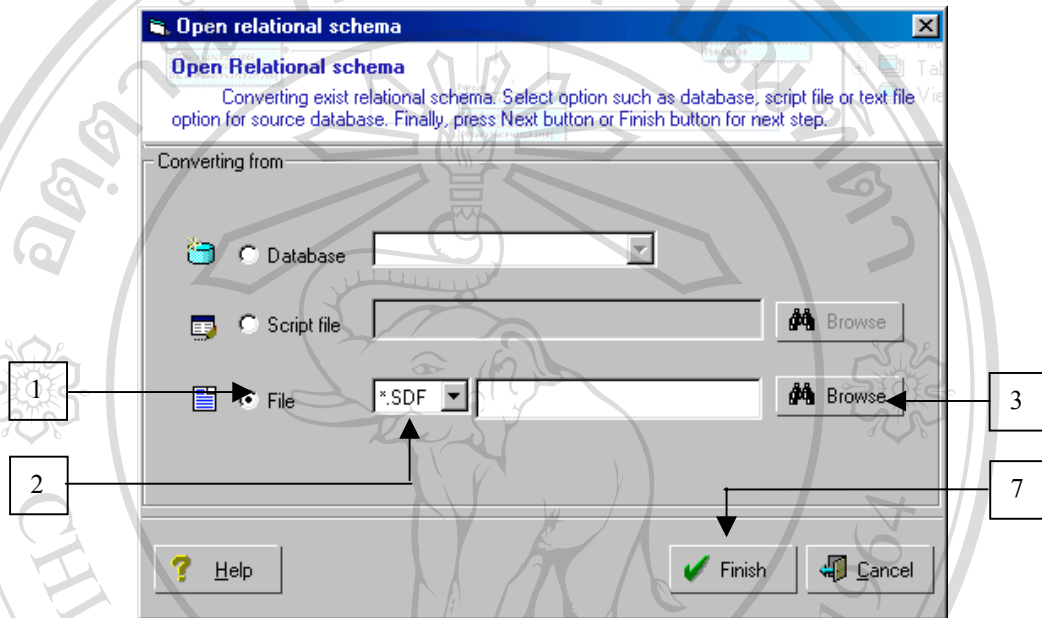 Open relational schema
Open Relational schema
Converting exist relational schema. Select option such as database, script file or text file
option for source database. Finally, press Next button or Finish button for next step.
Converting from
Database
Script file
Browse
1
File
*.SDF
Browse
3
2
7
Help
Finish
Cancel
1964